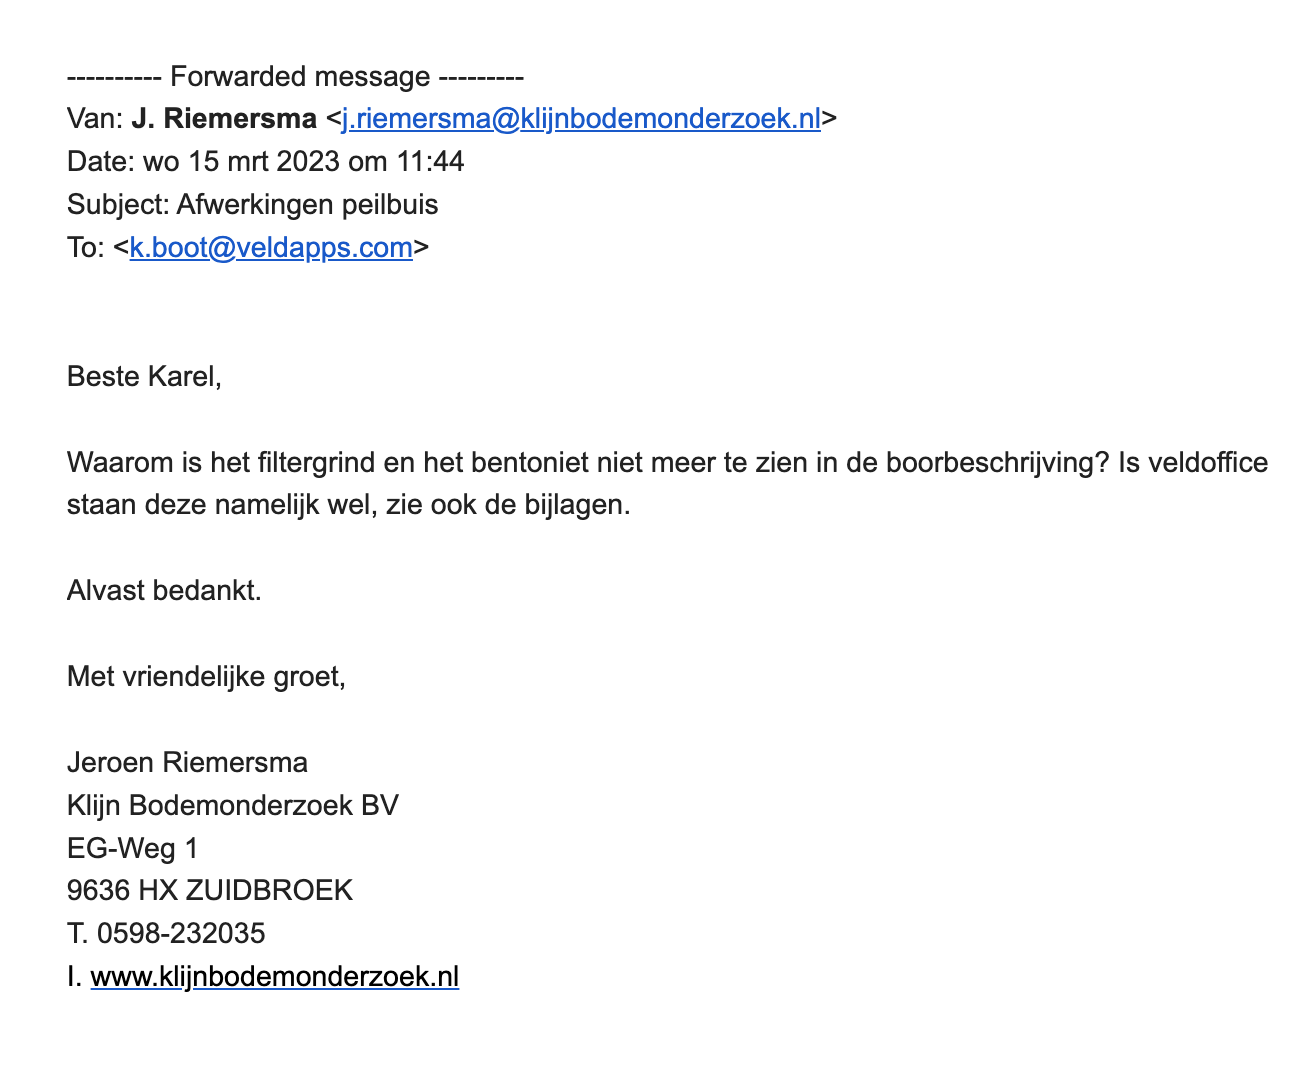 ---------- Forwarded message ---------
Van: J. Riemersma <j.riemersma@klijnbodemonderzoek.nl>
Date: wo 15 mrt 2023 om 11:44
Subject: Afwerkingen peilbuis
To: <k.boot@veldapps.com>
Beste Karel,
Waarom is het filtergrind en het bentoniet niet meer te zien in de boorbeschrijving? Is veldoffice
staan deze namelijk wel, zie ook de bijlagen.
Alvast bedankt.
Met vriendelijke groet,
Jeroen Riemersma
Klijn Bodemonderzoek BV
EG-Weg 1
9636 HX ZUIDBROEK
T. 0598-232035
I. www.klijnbodemonderzoek.nl